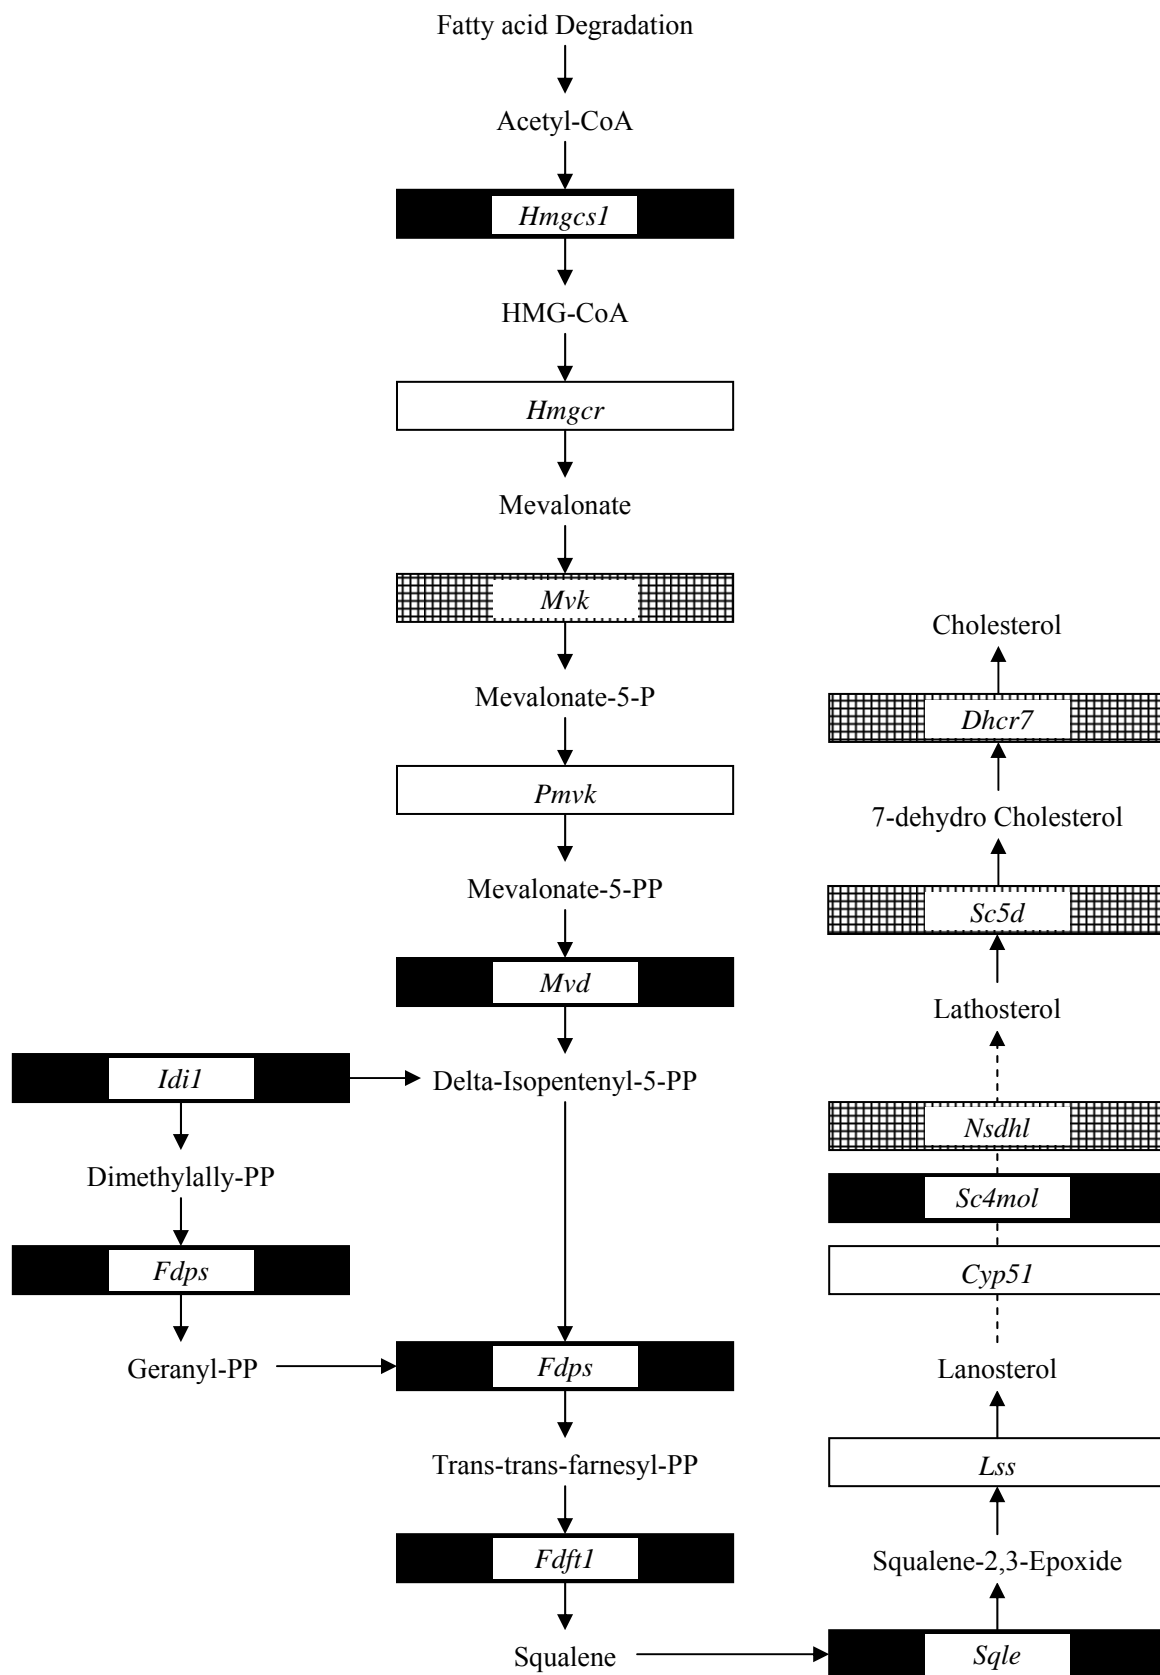 Fatty acid Degradation
Acetyl-CoA
Hmgcs1
HMG-CoA
Hmgcr
Mevalonate
Mvk
Mevalonate-5-P
Pmvk
Mevalonate-5-PP
Mvd
Idi1
Delta-Isopentenyl-5-PP
Dimethylally-PP
Fdps
Geranyl-PP
Fdps
Trans-trans-farnesyl-PP
Fdft1
Squalene
Sqle
Squalene-2,3-Epoxide
Lss
Lanosterol
Cyp51
Sc4mol
Nsdhl
Lathosterol
Sc5d
7-dehydro Cholesterol
Dhcr7
Cholesterol